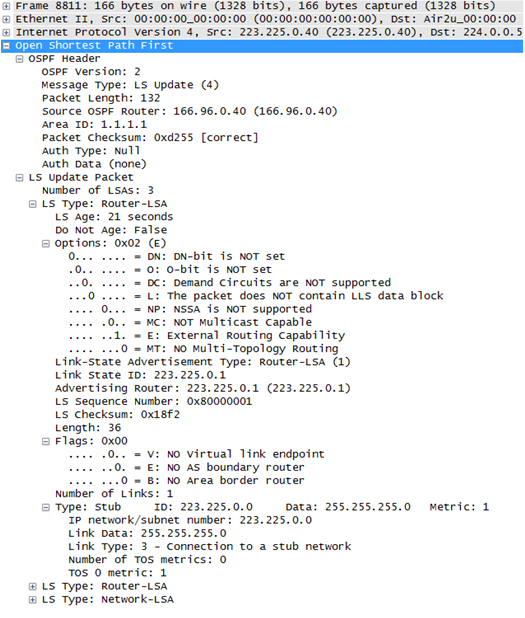 Frame 8811: 166 bytes on wire (1328 bits), 166 bytes captured (1328 bits)
Ethernet II, Src: 00:00:00_00:00:00 (00:00:00:00:00:00), Dst: Air2u_00:00:00
Internet Protocol Version 4, Src: 223.225.0.40 (223.225.0.40), Dst: 224.0.0.5
Open Shortest Path First
OSPF Header
OSPF Version: 2
Message Type: LS Update (4)
Packet Length: 132
Source OSPF Router: 166.96.0.40 (166.96.0.40)
Area ID: 1.1.1.1
Packet Checksum: 0xd255 [correct]
Auth Type: Null
Auth Data (none)
LS Update Packet
Number of LSAs: 3
LS Type: Router-LSA
LS Age: 21 seconds
Do Not Age: False
Options: 0x02 (E)
0... .... = DN: DN-bit is NOT set
.0.. .... = O: O-bit is NOT set
..0. .... = DC: Demand Circuits are NOT supported
...0 .... = L: The packet does NOT contain LLS data block
.... 0... = NP: NSSA is NOT supported
.... .0.. = MC: NOT Multicast Capable
.... ..1. = E: External Routing Capability
.... ...0 = MT: NO Multi-Topology Routing
Link-State Advertisement Type: Router-LSA (1)
Link State ID: 223.225.0.1
Advertising Router: 223.225.0.1 (223.225.0.1)
LS Sequence Number: 0x80000001
LS Checksum: 0x18f2
Length: 36
Flags: 0x00
.... .0.. = V: NO Virtual link endpoint
.... ..0. = E: NO AS boundary router
.... ...0 = B: NO Area border router
Number of Links: 1
Type: Stub ID: 223.225.0.0 Data: 255.255.255.0 Metric: 1
IP network/subnet number: 223.225.0.0
Link Data: 255.255.255.0
Link Type: 3 - Connection to a stub network
Number of TOS metrics: 0
TOS 0 metric: 1
LS Type: Router-LSA
LS Type: Network-LSA